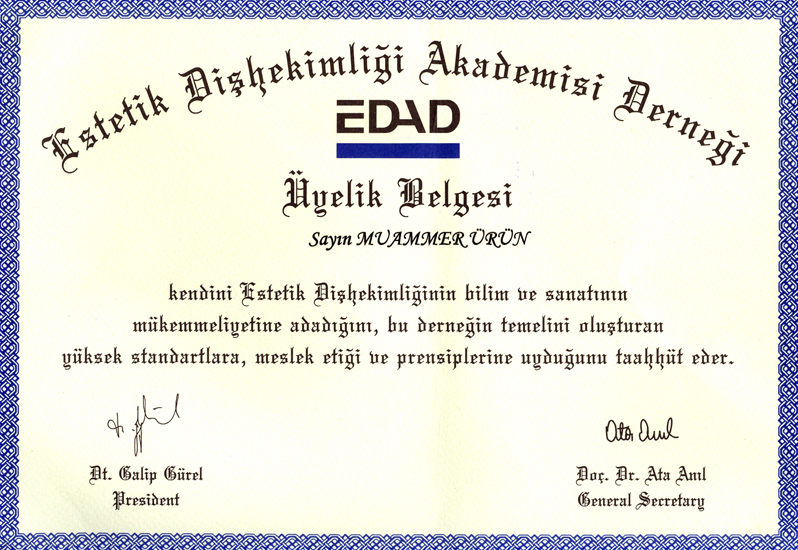 Estetik Dişhekimliği Akademisi Derneği
EDAD
Üyelik Belgesi
Sayın MUAMMER ÜRÜN
kendini Estetik Dişhekimliğinin bilim ve sanatının
mükemmeliyetine adadığını, bu derneğin temelini oluşturan
yüksek standartlara, meslek etiği ve prensiplerine uyduğunu taahhüt eder.
Ata Anıl
Dt. Galip Gürel
President
Doç. Dr. Ata Anıl
General Secretary